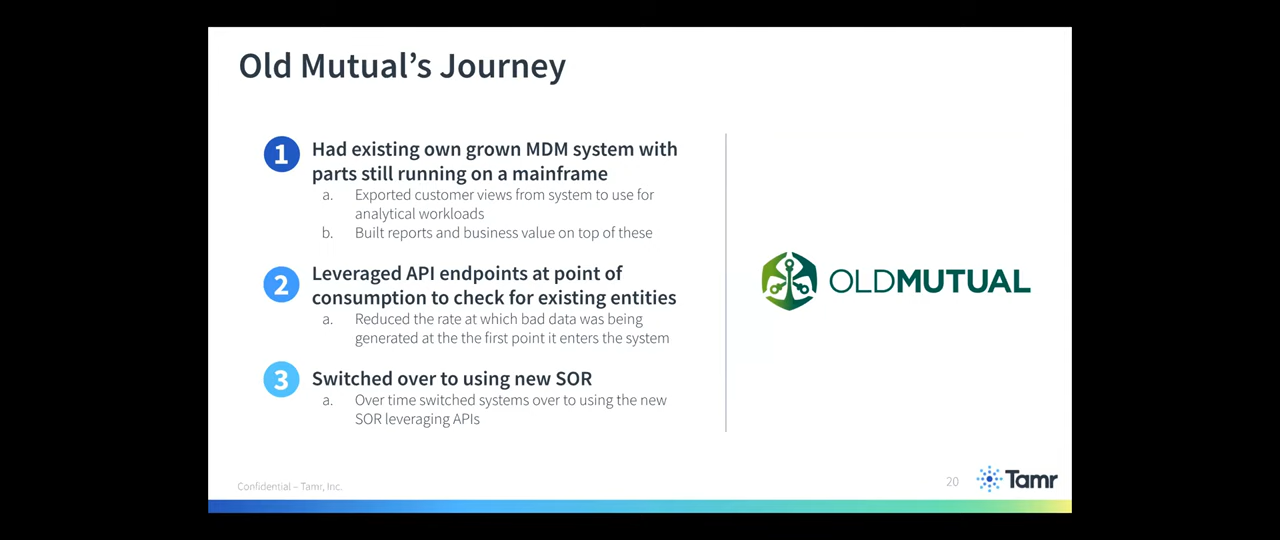 Old Mutual's Journey
1
Had existing own grown MDM system with
parts still running on a mainframe
a. Exported customer views from system to use for
analytical workloads
b. Built reports and business value on top of these
2
Leveraged API endpoints at point of
consumption to check for existing entities
a. Reduced the rate at which bad data was being
generated at the the first point it enters the system
3
Switched over to using new SOR
a. Over time switched systems over to using the new
SOR leveraging APIs
OLDMUTUAL
Confidential – Tamr, Inc.
20
Tamr